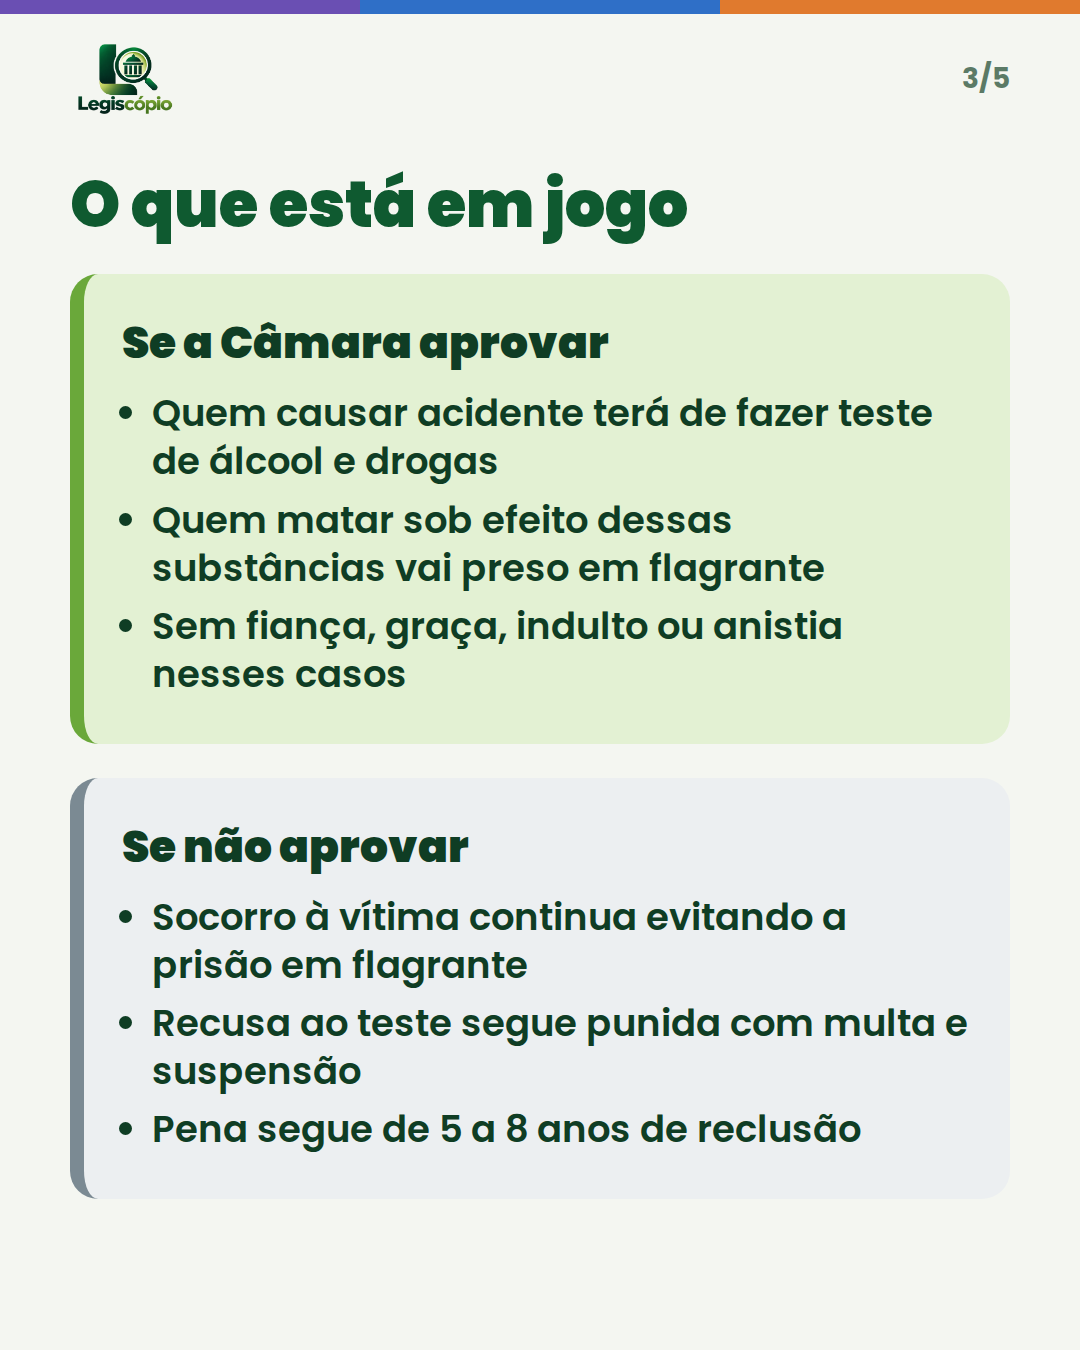 Legiscópio
3/5
O que está em jogo
Se a Câmara aprovar
• Quem causar acidente terá de fazer teste
de álcool e drogas
• Quem matar sob efeito dessas
substâncias vai preso em flagrante
• Sem fiança, graça, indulto ou anistia
nesses casos
Se não aprovar
• Socorro à vítima continua evitando a
prisão em flagrante
• Recusa ao teste segue punida com multa e
suspensão
• Pena segue de 5 a 8 anos de reclusão